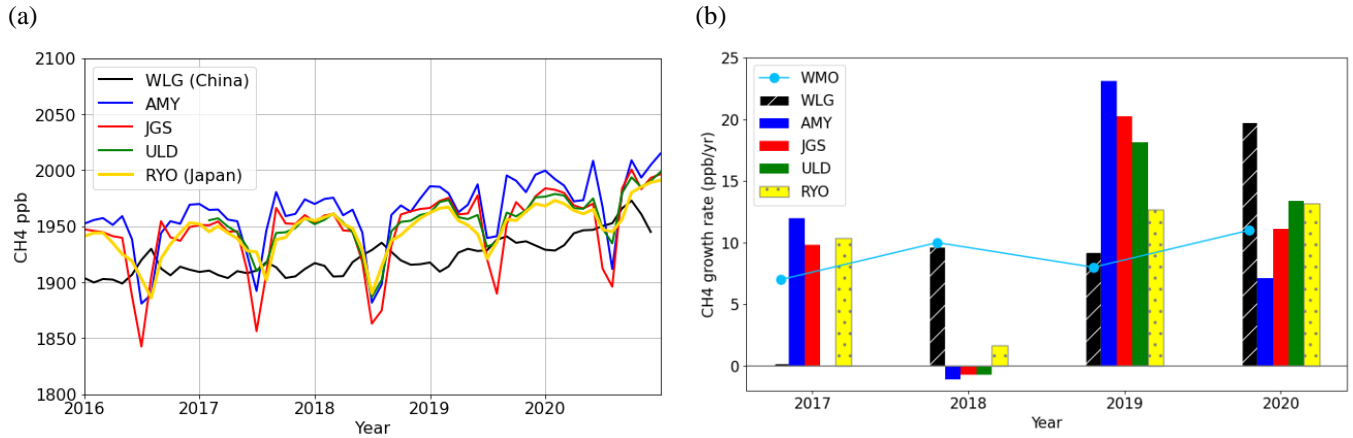 (a)
2100
2050
2000
1950
1900
1850
1800
CH4 ppb
WLG (China)
AMY
JGS
ULD
RYO (Japan)
2016 2017 2018 2019 2020
Year
(b)
25
20
15
10
5
0
CH4 growth rate (ppb/yr)
WMO
WLG
AMY
JGS
ULD
RYO
2017 2018 2019 2020
Year